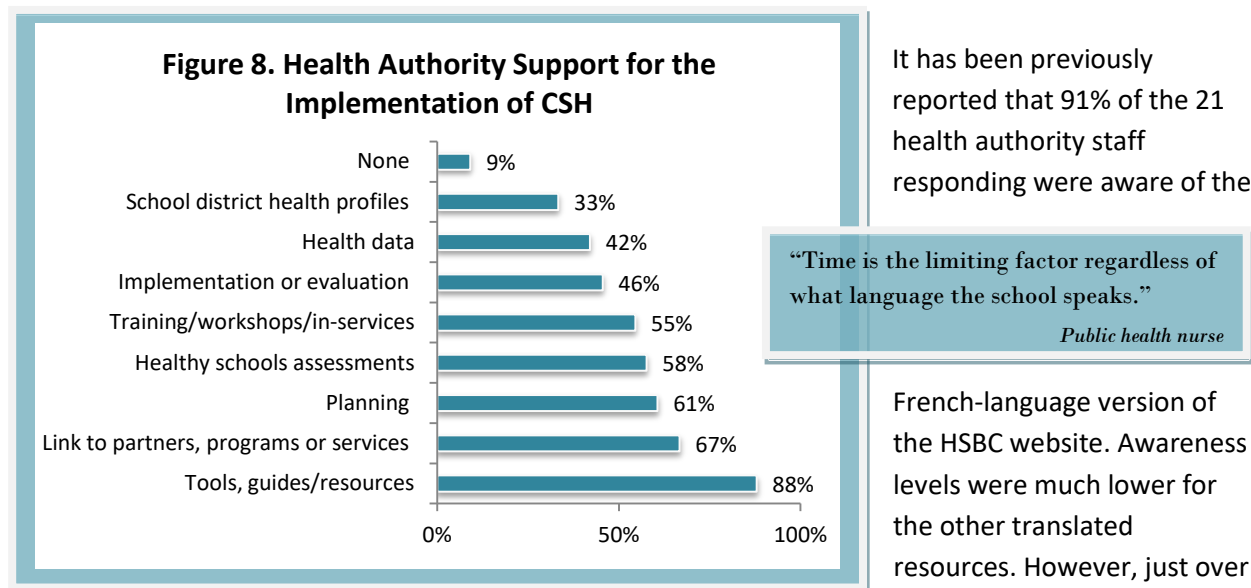 Figure 8. Health Authority Support for the
Implementation of CSH
None 9%
School district health profiles 33%
Health data 42%
Implementation or evaluation 46%
Training/workshops/in-services 55%
Healthy schools assessments 58%
Planning 61%
Link to partners, programs or services 67%
Tools, guides/resources 88%
0% 50% 100%
It has been previously
reported that 91% of the 21
health authority staff
responding were aware of the
“Time is the limiting factor regardless of
what language the school speaks.”
Public health nurse
French-language version of
the HSBC website. Awareness
levels were much lower for
the other translated
resources. However, just over